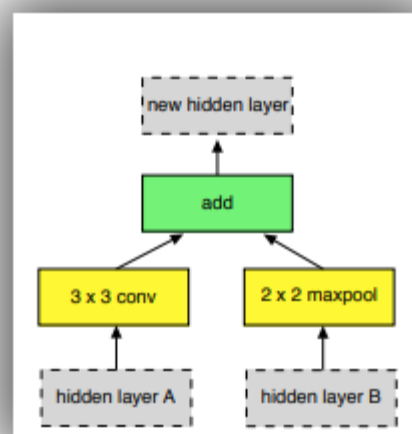 new hidden layer
add
3 x 3 conv
2 x 2 maxpool
hidden layer A
hidden layer B